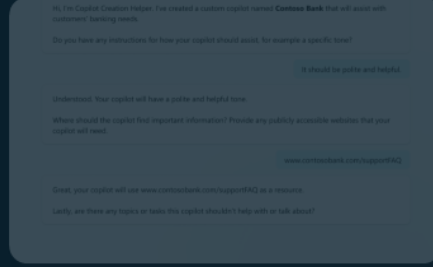 Hi, I'm Copilot Creation Helper. I've created a custom copilot named Contoso Bank that will assist with
customers' banking needs.
Do you have any instructions for how your copilot should assist, for example a specific tone?
It should be polite and helpful
Understood. Your copilot will have a polite and helpful tone.
Where should the copilot find important information? Provide any publicly accessible websites that your
copilot will need.
www.contosobank.com/supportFAQ
Great, your copilot will use www.contosobank.com/supportFAQ as a resource.
Lastly, are there any topics or tasks this copilot shouldn't help with or talk about?